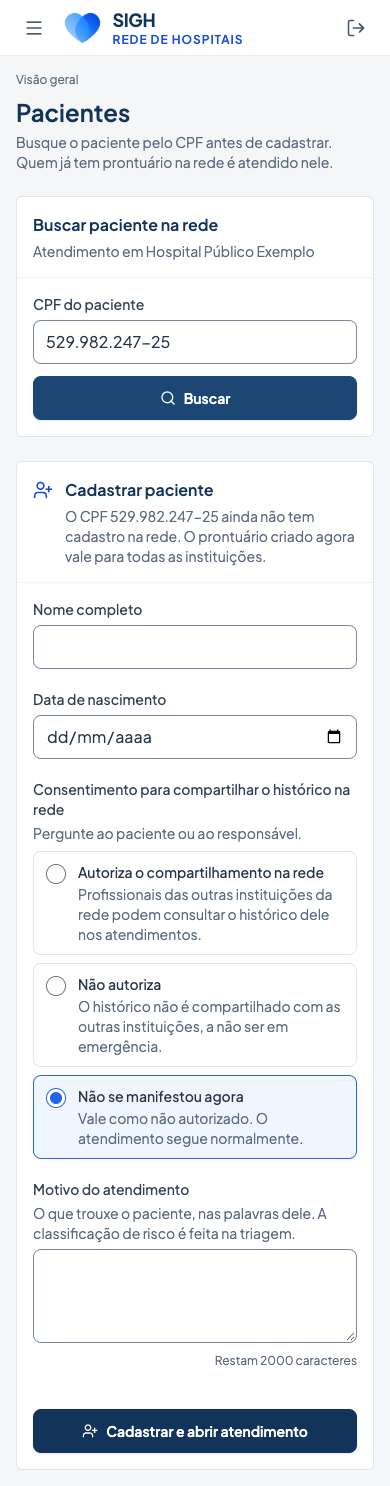 SIGH
REDE DE HOSPITAIS
Visão geral
Pacientes
Busque o paciente pelo CPF antes de cadastrar.
Quem já tem prontuário na rede é atendido nele.
Buscar paciente na rede
Atendimento em Hospital Público Exemplo
CPF do paciente
529.982.247-25
Buscar
Cadastrar paciente
O CPF 529.982.247-25 ainda não tem
cadastro na rede. O prontuário criado agora
vale para todas as instituições.
Nome completo
Data de nascimento
dd/mm/aaaa
Consentimento para compartilhar o histórico na
rede
Pergunte ao paciente ou ao responsável.
Autoriza o compartilhamento na rede
Profissionais das outras instituições da
rede podem consultar o histórico dele
nos atendimentos.
Não autoriza
O histórico não é compartilhado com as
outras instituições, a não ser em
emergência.
Não se manifestou agora
Vale como não autorizado. O
atendimento segue normalmente.
Motivo do atendimento
O que trouxe o paciente, nas palavras dele. A
classificação de risco é feita na triagem.
Restam 2000 caracteres
Cadastrar e abrir atendimento